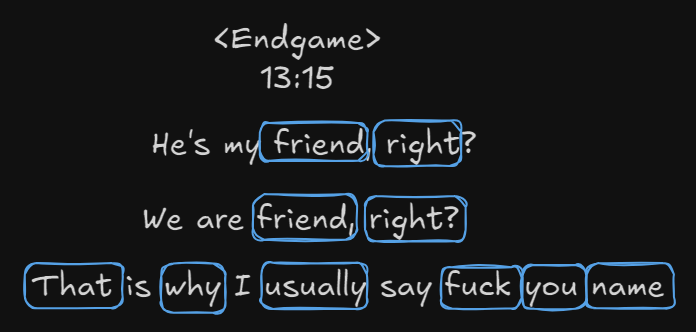 <Endgame>
13:15
He's my friend, right?
We are friend, right?
That is why I usually say fuck you name